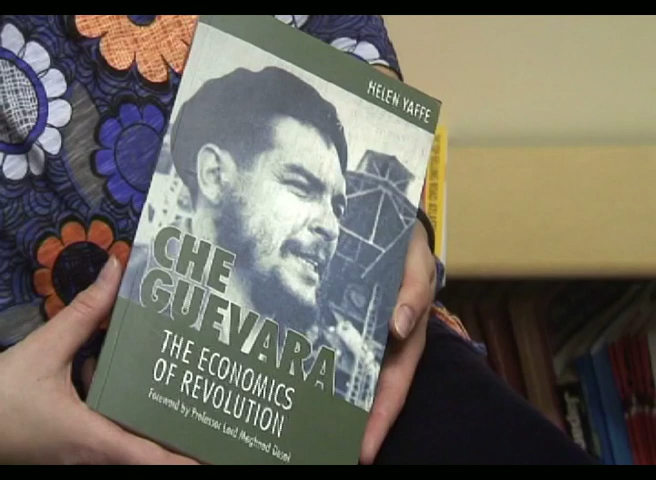 HELEN YAFFE
CHE
GUEVARA
THE ECONOMICS
OF REVOLUTION
Foreword by Professor Lord Meghnad Desai